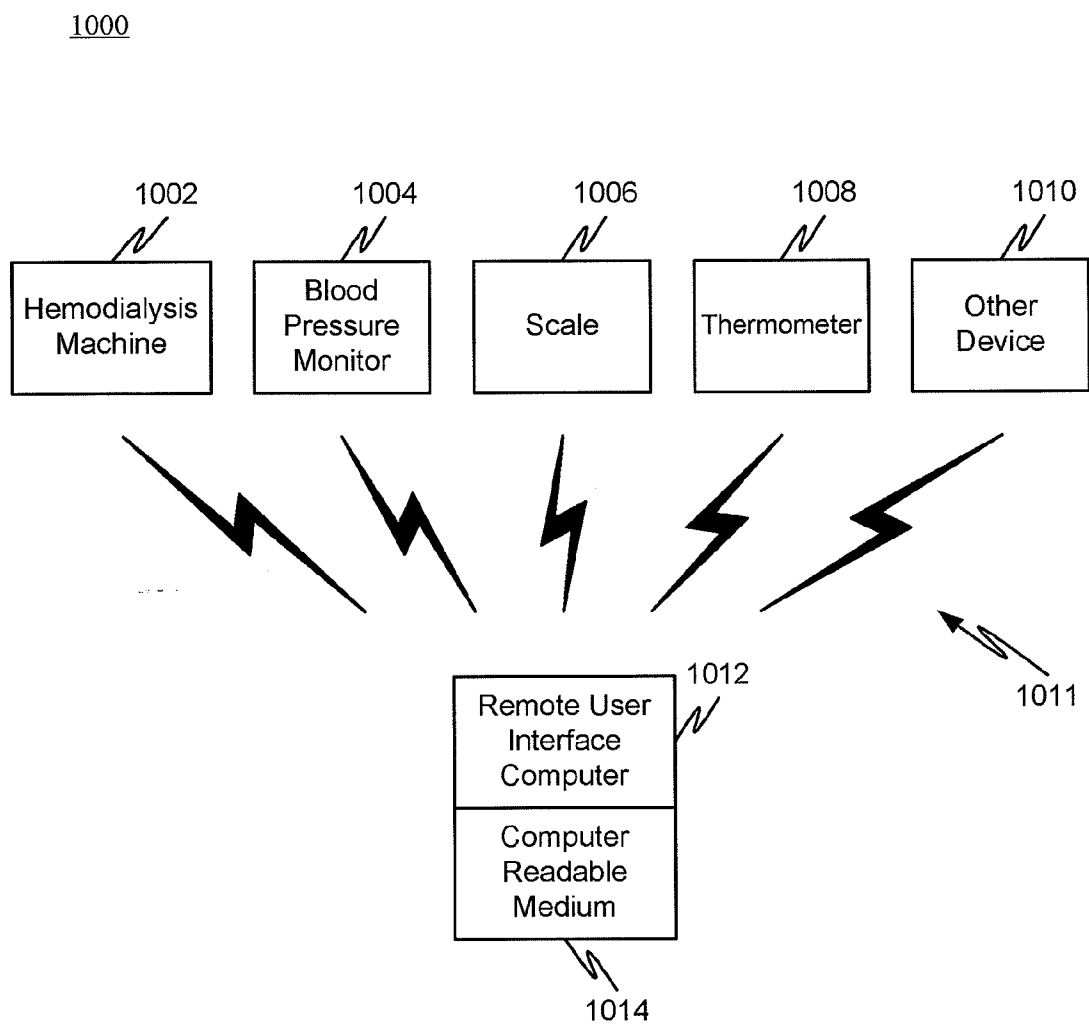 1000
1002
1004
1006
1008
1010
Hemodialysis
Machine
Blood
Pressure
Monitor
Scale
Thermometer
Other
Device
1011
1012
Remote User
Interface
Computer
Computer
Readable
Medium
1014